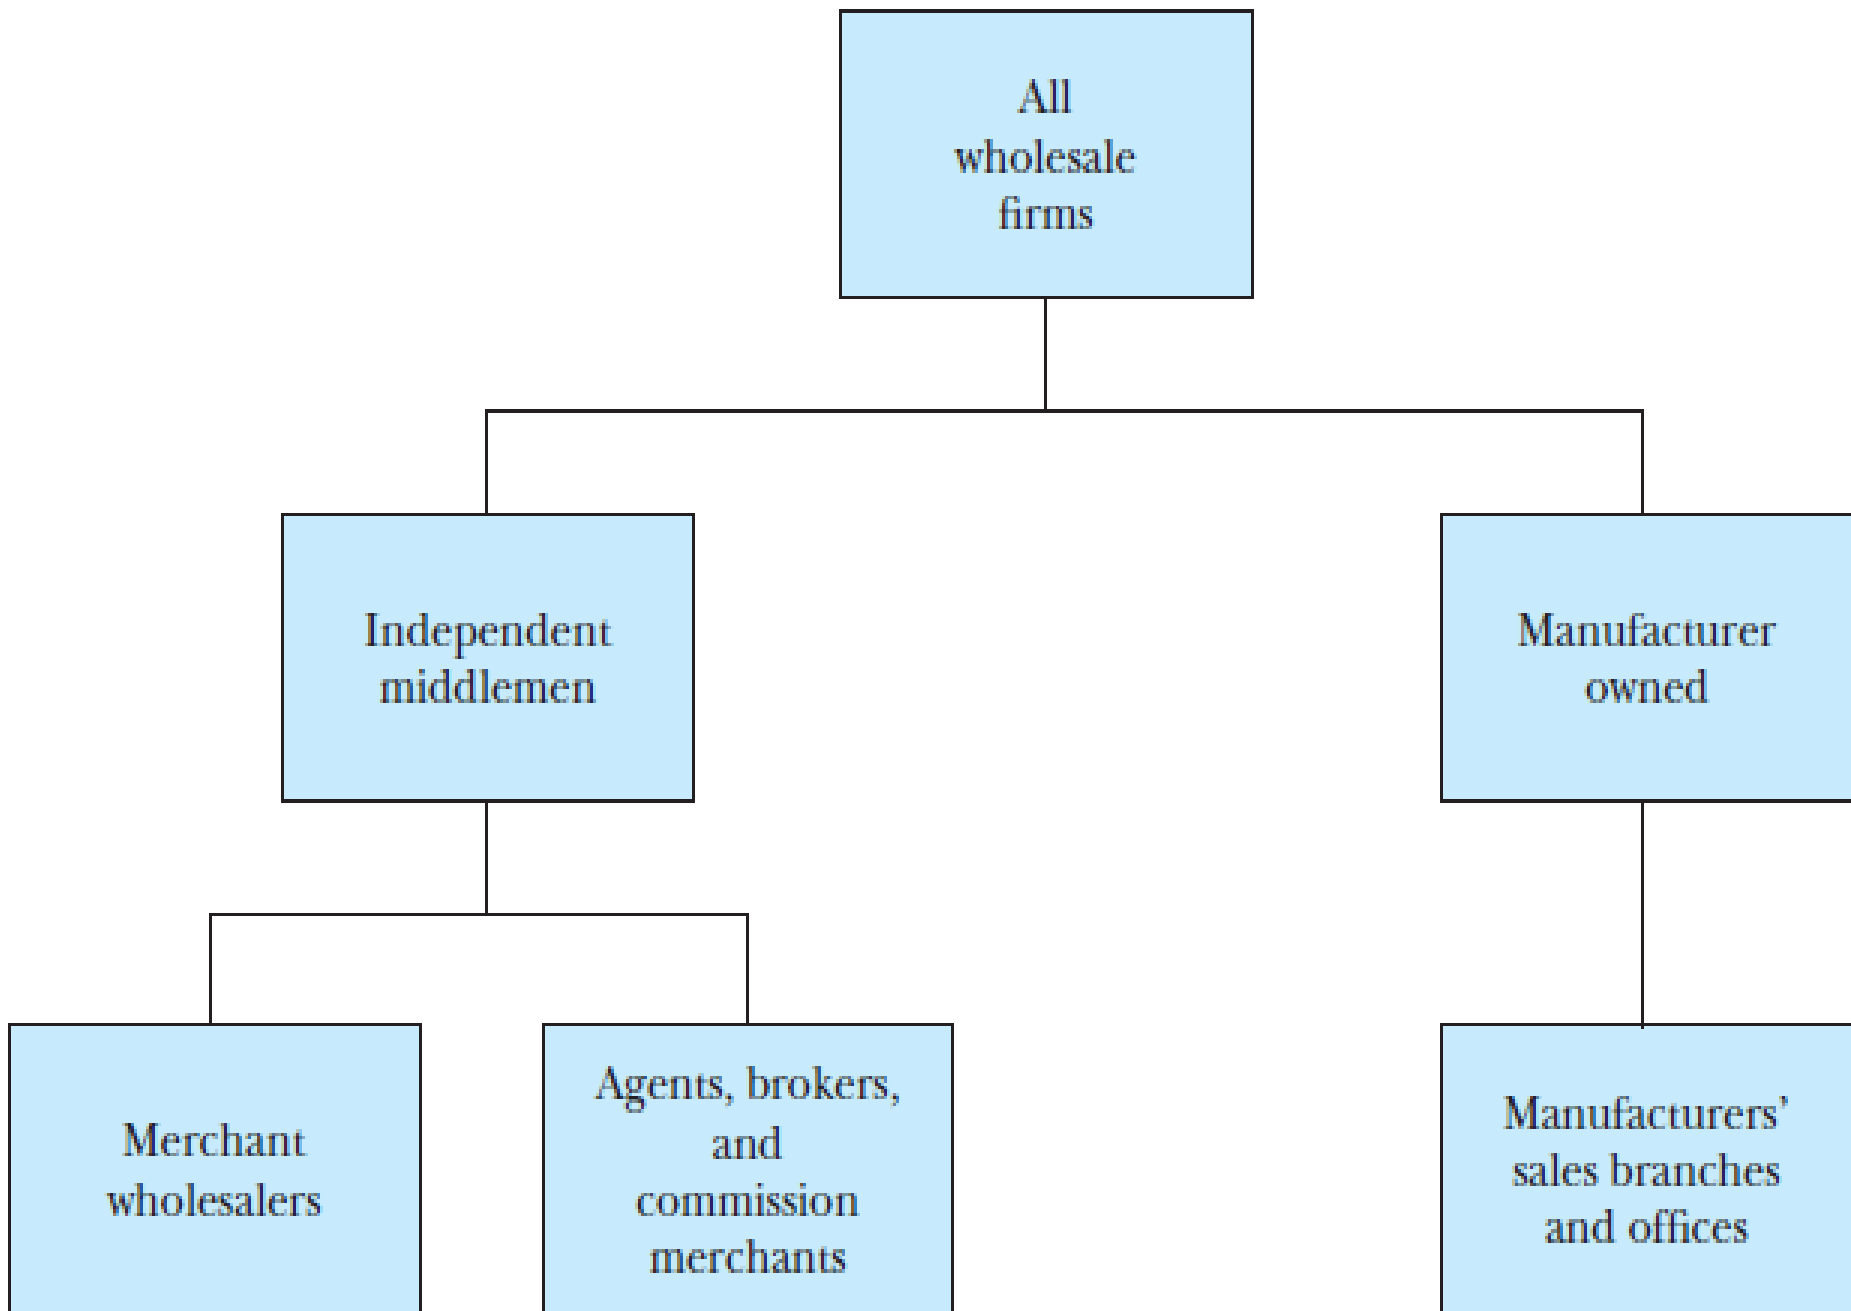 All
wholesale
firms
Independent
middlemen
Manufacturer
owned
Merchant
wholesalers
Agents, brokers,
and
commission
merchants
Manufacturers’
sales branches
and offices